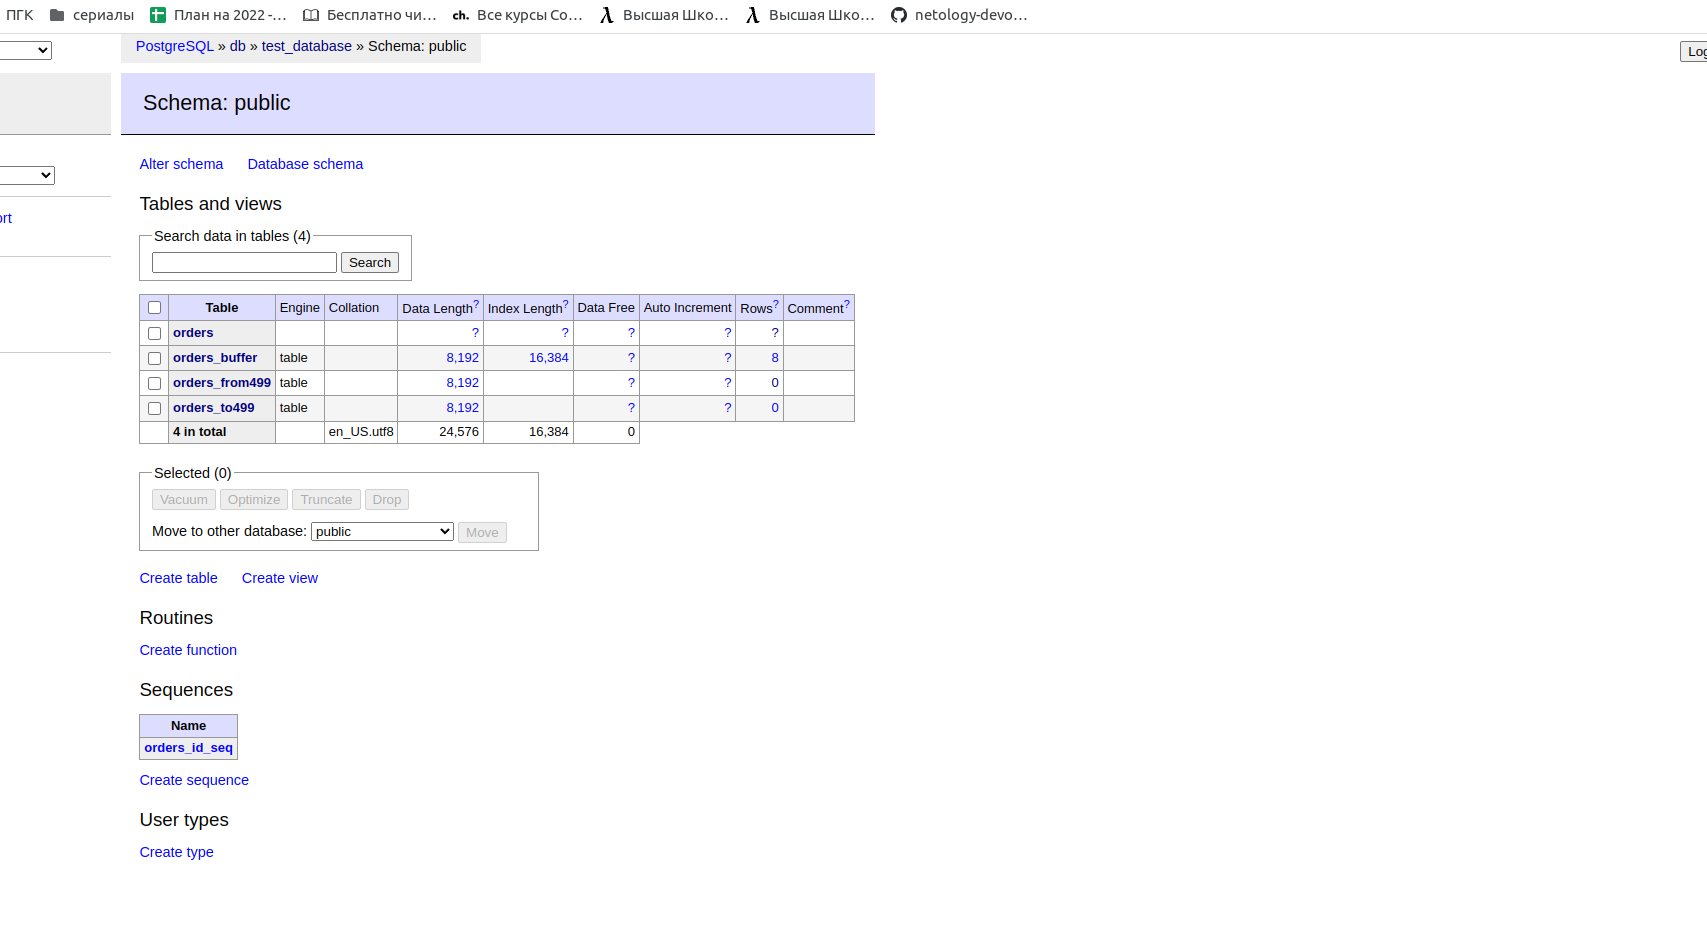 ПГК сериалы План на 2022 -... Бесплатно чи... ch. Все курсы Со... Высшая Шко... Высшая Шко... netology-devo...
PostgreSQL » db » test_database » Schema: public
Log
Schema: public
Alter schema Database schema
Tables and views
ort
Search data in tables (4)
Search
Table Engine Collation Data Length? Index Length? Data Free Auto Increment Rows? Comment?
orders ? ? ? ? ?
orders_buffer table 8,192 16,384 ? ? 8
orders_from499 table 8,192 ? ? 0
orders_to499 table 8,192 ? ? 0
4 in total en_US.utf8 24,576 16,384 0
Selected (0)
Vacuum Optimize Truncate Drop
Move to other database: public Move
Create table Create view
Routines
Create function
Sequences
Name
orders_id_seq
Create sequence
User types
Create type